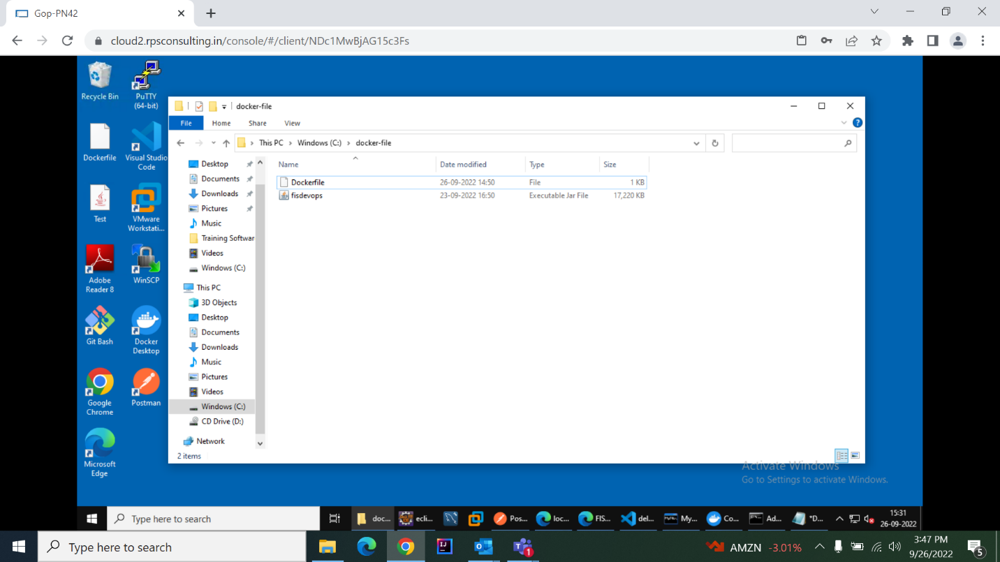 Gop-PN42
cloud2.rpsconsulting.in/console/#/client/NDc1MwBjAG15c3Fs
Recycle Bin
PuTTY
(64-bit)
Dockerfile
Visual Studio
Code
Test
VMware
Workstati...
Adobe
Reader 8
WinSCP
Git Bash
Docker
Desktop
Google
Chrome
Postman
Microsoft
Edge
docker-file
File Home Share View
This PC > Windows (C:) > docker-file
Desktop
Documents
Downloads
Pictures
Music
Training Softwar
Videos
Windows (C:)
This PC
3D Objects
Desktop
Documents
Downloads
Music
Pictures
Videos
Windows (C:)
CD Drive (D:)
Network
Name Date modified Type Size
Dockerfile 26-09-2022 14:50 File 1 KB
fisdevops 23-09-2022 16:50 Executable Jar File 17,220 KB
2 items
Activate Windows
Go to Settings to activate Windows.
Type here to search doc... ecli... Pos... loc... FIS... del... My... Co... Ad... *D... 15:31
26-09-2022
Type here to search 1 AMZN -3.01% 3:47 PM 5
9/26/2022